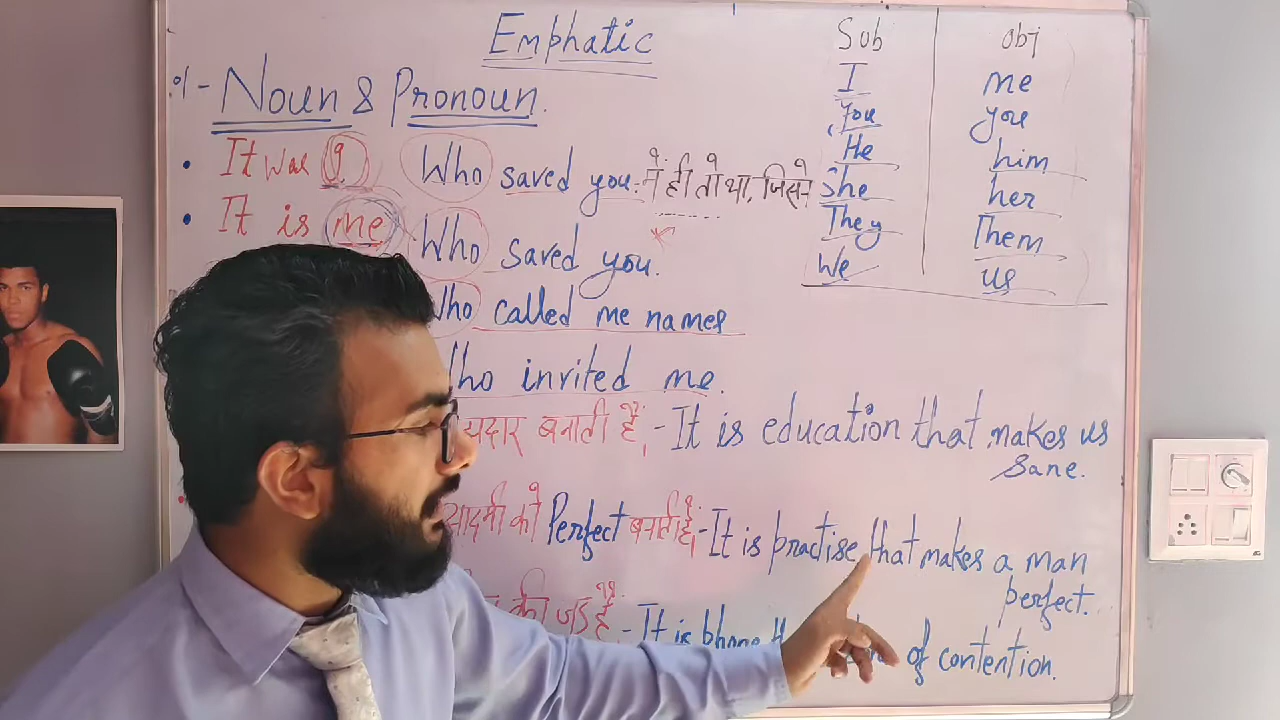 Emphatic
Noun & Pronoun.
Sub obj
I me
You you
He him
She her
They Them
We us
• It was I Who saved you.- मैं ही तो था, जिसने
• It is me Who saved you.
Who called me names
Who invited me.
बनाती है। - It is education that makes us
sane.
आदमी को Perfect बनाती है। - It is practise that makes a man
perfect.
की जड़ है। - It is phone of contention.